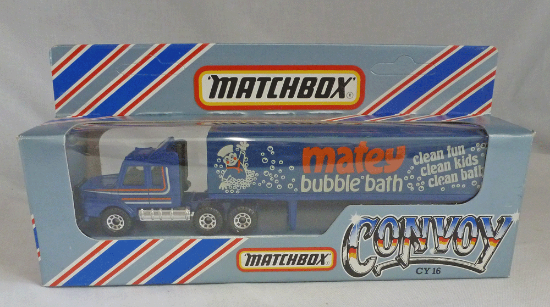 MATCHBOX
matey
bubble bath
clean fun
clean kids
clean bath
MATCHBOX
CONVOY
CY 16